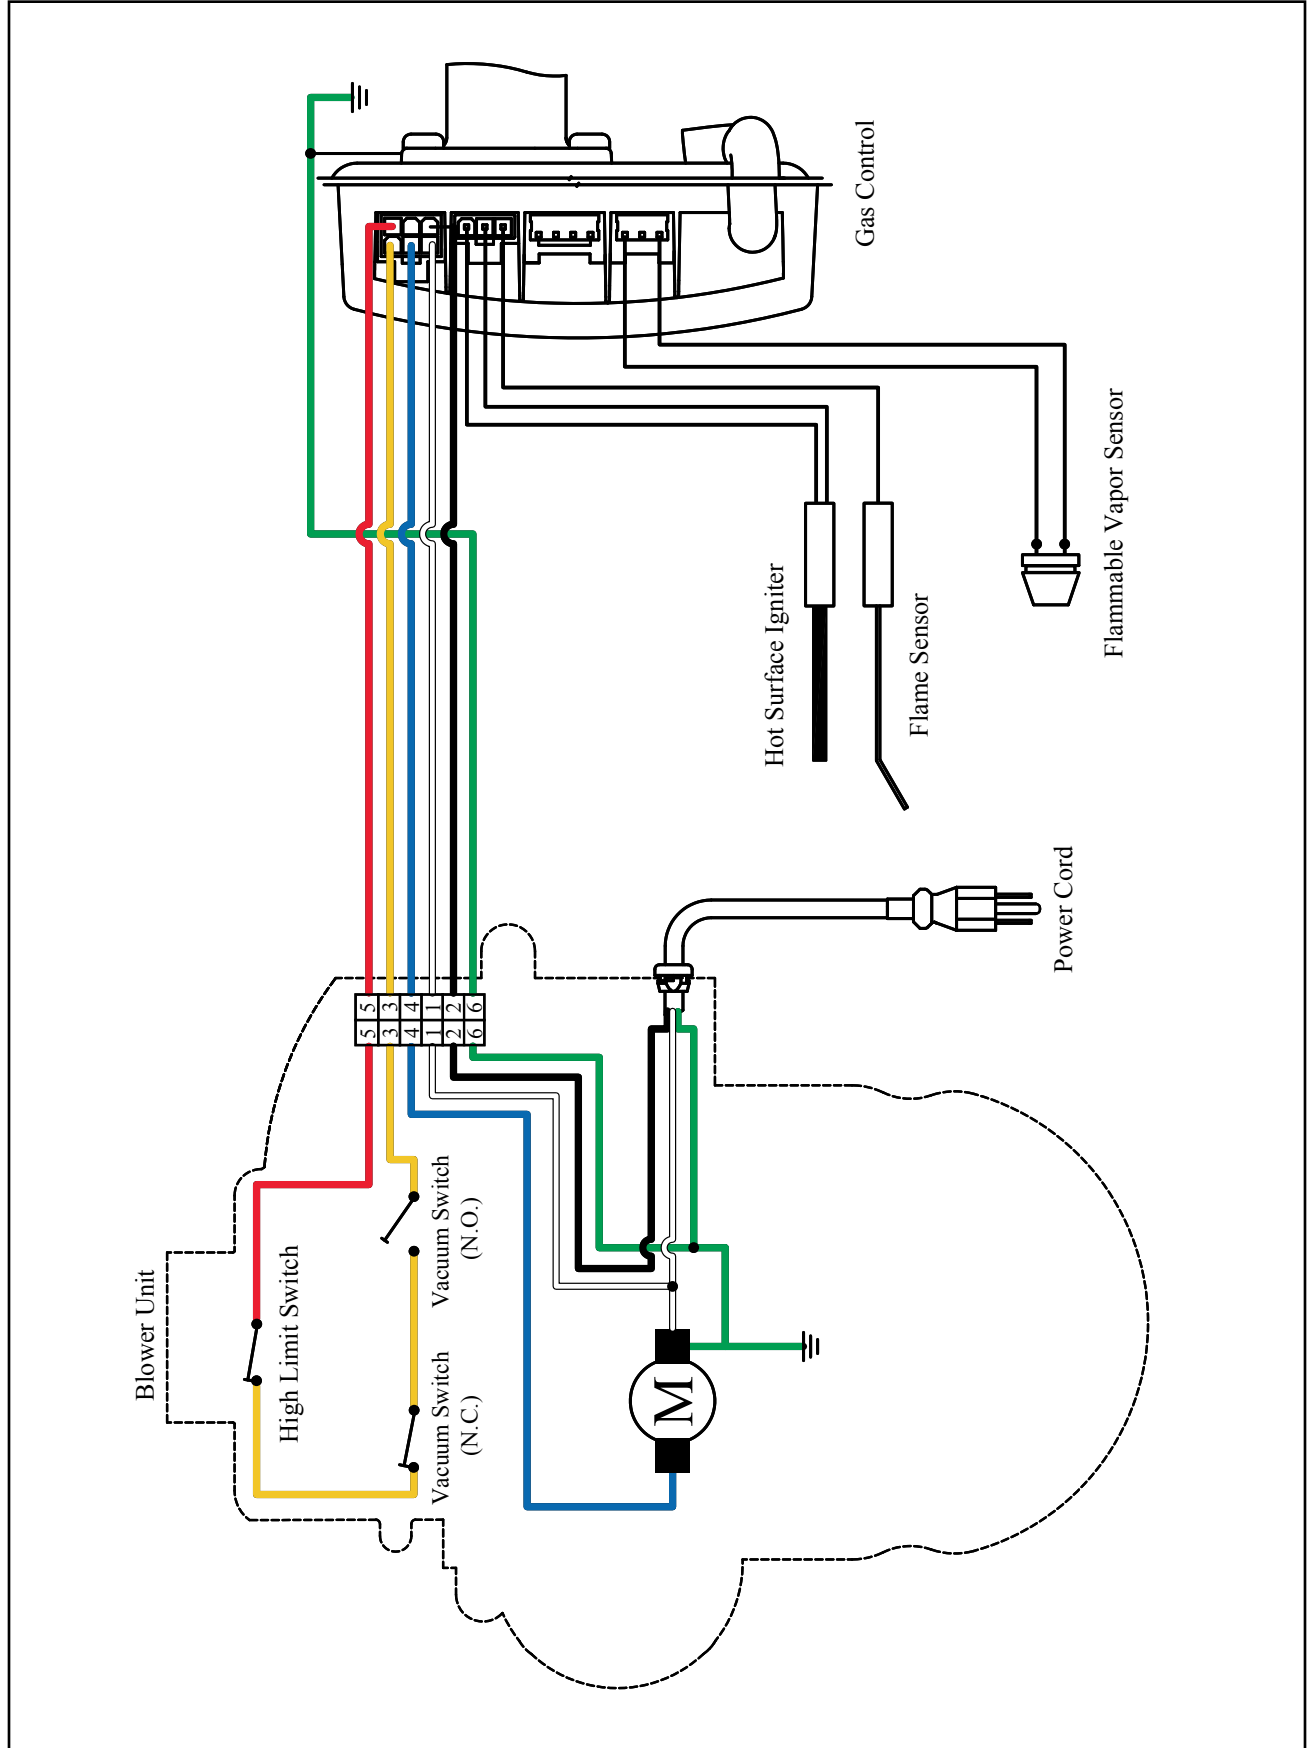 Gas Control
Flammable Vapor Sensor
Hot Surface Igniter
Flame Sensor
Power Cord
5 3 4 1 2 6
5 3 4 1 2 6
Blower Unit
High Limit Switch
Vacuum Switch
(N.O.)
Vacuum Switch
(N.C.)
M